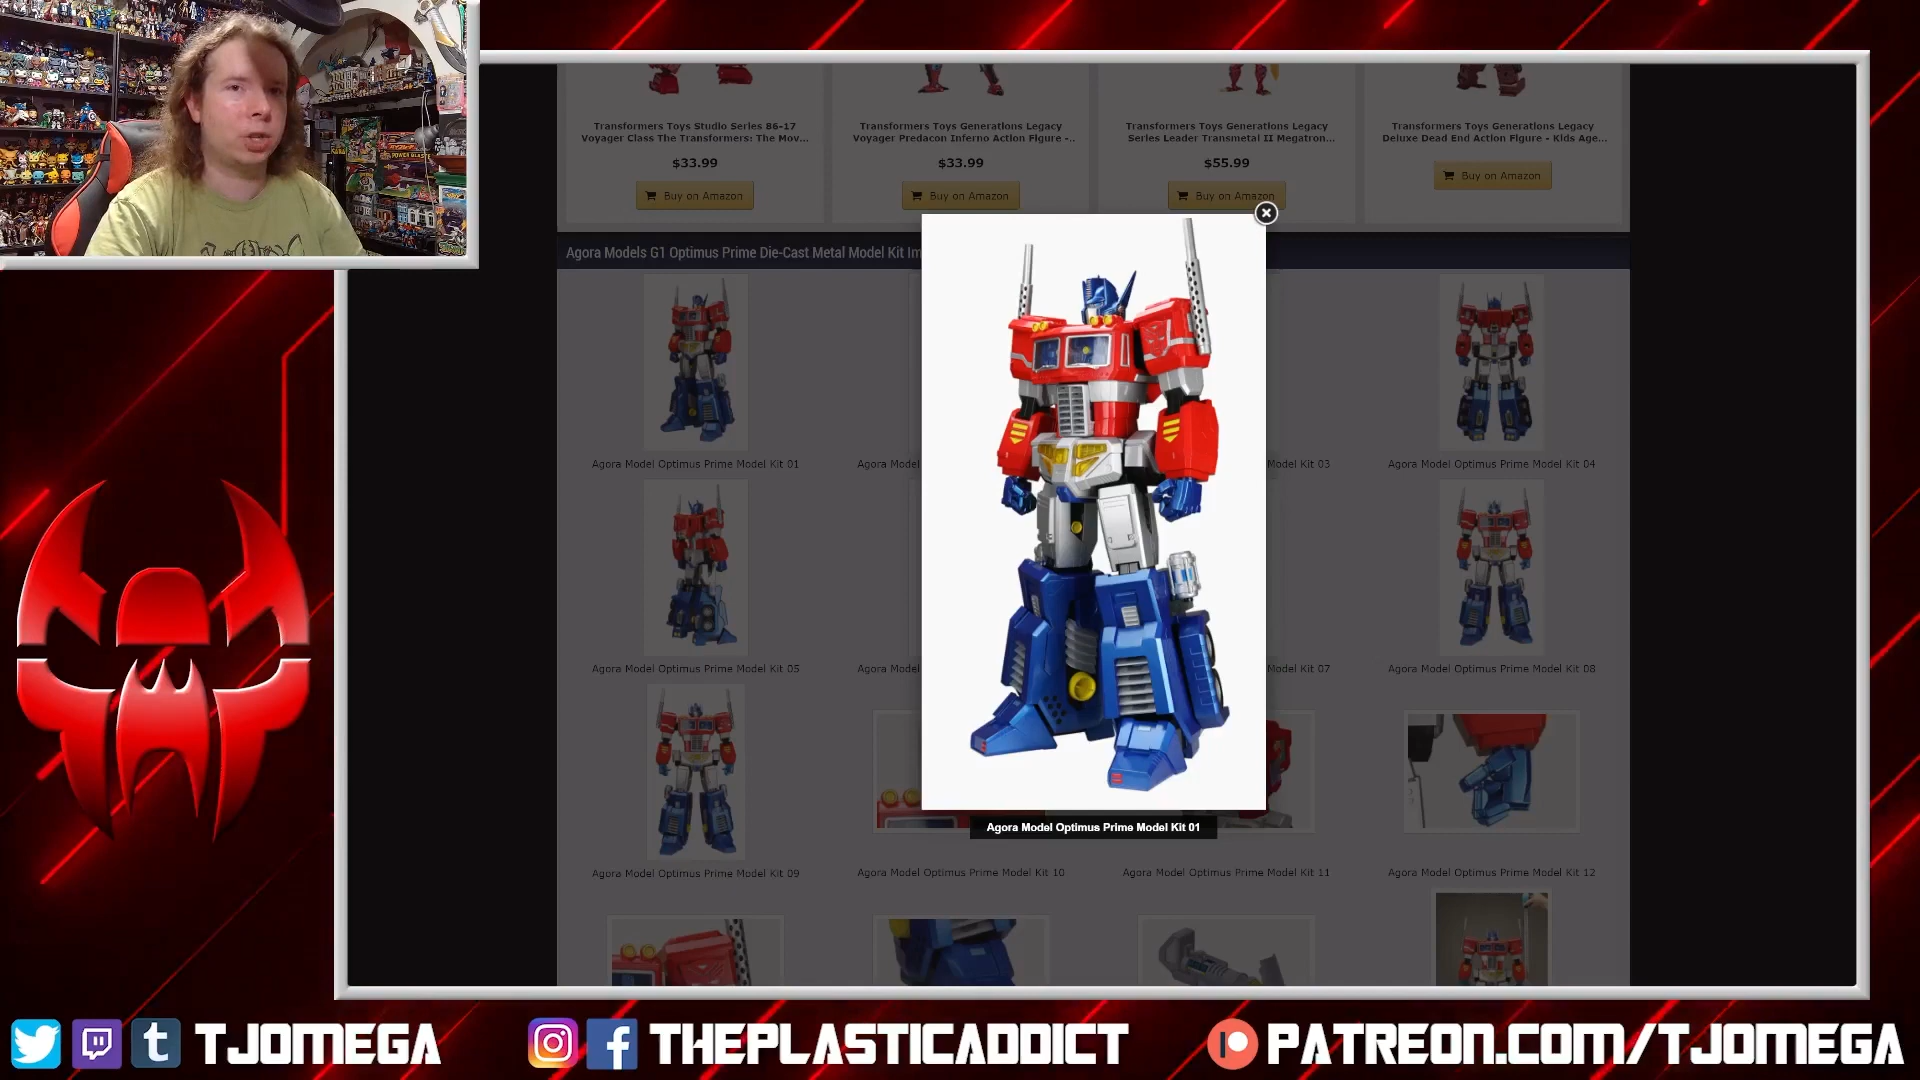 Transformers Toys Studio Series 86-17
Voyager Class The Transformers: The Mov...
$33.99
Buy on Amazon
Transformers Toys Generations Legacy
Voyager Predacon Inferno Action Figure -..
$33.99
Buy on Amazon
Transformers Toys Generations Legacy
Series Leader Transmetal II Megatron...
$55.99
Buy on Amazon
Transformers Toys Generations Legacy
Deluxe Dead End Action Figure - Kids Age...
Buy on Amazon
Agora Models G1 Optimus Prime Die-Cast Metal Model Kit Im
Agora Model Optimus Prime Model Kit 01
Agora Model
Model Kit 03
Agora Model Optimus Prime Model Kit 04
Agora Model Optimus Prime Model Kit 05
Agora Model
Model Kit 07
Agora Model Optimus Prime Model Kit 08
Agora Model Optimus Prime Model Kit 01
Agora Model Optimus Prime Model Kit 09
Agora Model Optimus Prime Model Kit 10
Agora Model Optimus Prime Model Kit 11
Agora Model Optimus Prime Model Kit 12
TJOMEGA
THEPLASTICADDICT
PATREON.COM/TJOMEGA